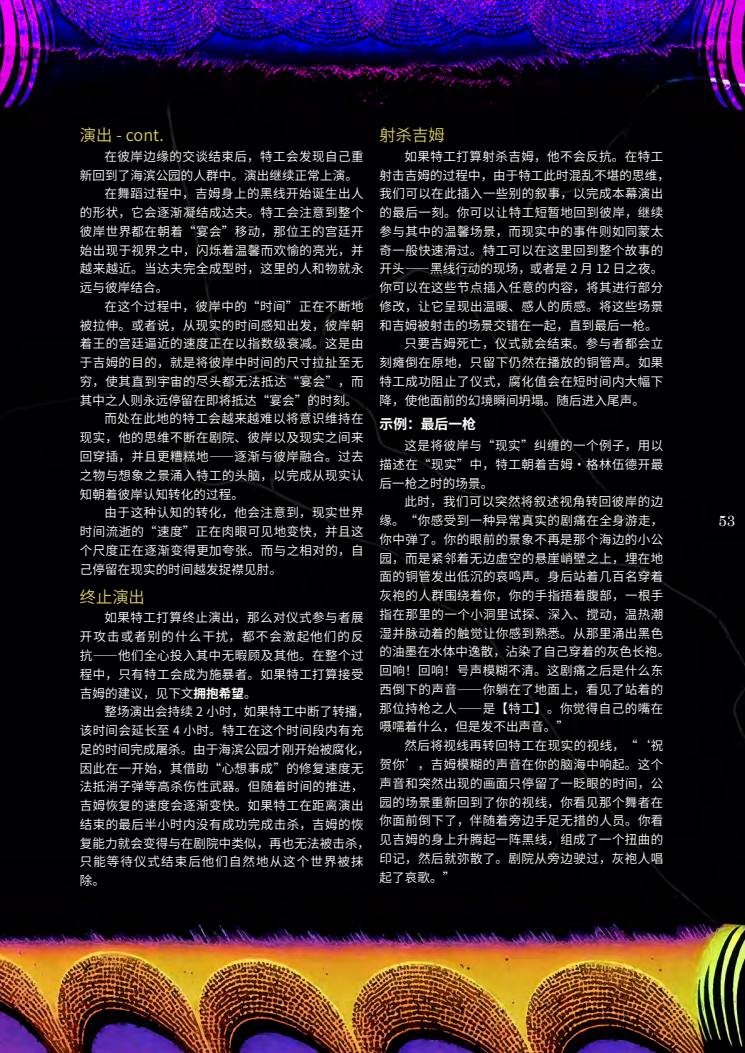 演出 - cont.
在彼岸边缘的交谈结束后，特工会发现自己重
新回到了海滨公园的人群中。演出继续正常上演。
在舞蹈过程中，吉姆身上的黑线开始诞生出人
的形状，它会逐渐凝结成达夫。特工会注意到整个
彼岸世界都在朝着“宴会”移动，那位王的宫廷开
始出现于视界之中，闪烁着温馨而欢愉的亮光，并
越来越近。当达夫完全成型时，这里的人和物就永
远与彼岸结合。
在这个过程中，彼岸中的“时间”正在不断地
被拉伸。或者说，从现实的时间感知出发，彼岸朝
着王的宫廷逼近的速度正在以指数级衰减。这是由
于吉姆的目的，就是将彼岸中时间的尺寸拉扯至无
穷，使其直到宇宙的尽头都无法抵达“宴会”，而
其中之人则永远停留在即将抵达“宴会”的时刻。
而处在此地的特工会越来越难以将意识维持在
现实，他的思维不断在剧院、彼岸以及现实之间来
回穿插，并且更糟糕地——逐渐与彼岸融合。过去
之物与想象之景涌入特工的头脑，以完成从现实认
知朝着彼岸认知转化的过程。
由于这种认知的转化，他会注意到，现实世界
时间流逝的“速度”正在肉眼可见地变快，并且这
个尺度正在逐渐变得更加夸张。而与之相对的，自
己停留在现实的时间越发捉襟见肘。
终止演出
如果特工打算终止演出，那么对仪式参与者展
开攻击或者别的什么干扰，都不会激起他们的反
抗——他们全心投入其中无暇顾及其他。在整个过
程中，只有特工会成为施暴者。如果特工打算接受
吉姆的建议，见下文拥抱希望。
整场演出会持续 2 小时，如果特工中断了转播，
该时间会延长至 4 小时。特工在这个时间段内有充
足的时间完成屠杀。由于海滨公园才刚开始被腐化，
因此在一开始，其借助“心想事成”的修复速度无
法抵消子弹等高杀伤性武器。但随着时间的推进，
吉姆恢复的速度会逐渐变快。如果特工在距离演出
结束的最后半小时内没有成功完成击杀，吉姆的恢
复能力就会变得与在剧院中类似，再也无法被击杀，
只能等待仪式结束后他们自然地从这个世界被抹
除。
射杀吉姆
如果特工打算射杀吉姆，他不会反抗。在特工
射击吉姆的过程中，由于特工此时混乱不堪的思维，
我们可以在此插入一些别的叙事，以完成本幕演出
的最后一刻。你可以让特工短暂地回到彼岸，继续
参与其中的温馨场景，而现实中的事件则如同蒙太
奇一般快速滑过。特工可以在这里回到整个故事的
开头——黑线行动的现场，或者是 2 月 12 日之夜。
你可以在这些节点插入任意的内容，将其进行部分
修改，让它呈现出温暖、感人的质感。将这些场景
和吉姆被射击的场景交错在一起，直到最后一枪。
只要吉姆死亡，仪式就会结束。参与者都会立
刻瘫倒在原地，只留下仍然在播放的铜管声。如果
特工成功阻止了仪式，腐化值会在短时间内大幅下
降，使他面前的幻境瞬间坍塌。随后进入尾声。
示例：最后一枪
这是将彼岸与“现实”纠缠的一个例子，用以
描述在“现实”中，特工朝着吉姆・格林伍德开最
后一枪之时的场景。
此时，我们可以突然将叙述视角转回彼岸的边
缘。“你感受到一种异常真实的剧痛在全身游走，
你中弹了。你的眼前的景象不再是那个海边的小公
园，而是紧邻着无边虚空的悬崖峭壁之上，埋在地
面的铜管发出低沉的哀鸣声。身后站着几百名穿着
灰袍的人群围绕着你，你的手指捂着腹部，一根手
指在那里的一个小洞里试探、深入、搅动，温热潮
湿并脉动着的触觉让你感到熟悉。从那里涌出黑色
的油墨在水体中逸散，沾染了自己穿着的灰色长袍。
回响！回响！号声模糊不清。这剧痛之后是什么东
西倒下的声音——你躺在了地面上，看见了站着的
那位持枪之人——是【特工】。你觉得自己的嘴在
嗫嚅着什么，但是发不出声音。”
然后将视线再转回特工在现实的视线，“‘祝
贺你’，吉姆模糊的声音在你的脑海中响起。这个
声音和突然出现的画面只停留了一眨眼的时间，公
园的场景重新回到了你的视线，你看见那个舞者在
你面前倒下了，伴随着旁边手足无措的人员。你看
见吉姆的身上升腾起一阵黑线，组成了一个扭曲的
印记，然后就弥散了。剧院从旁边驶过，灰袍人唱
起了哀歌。”
53